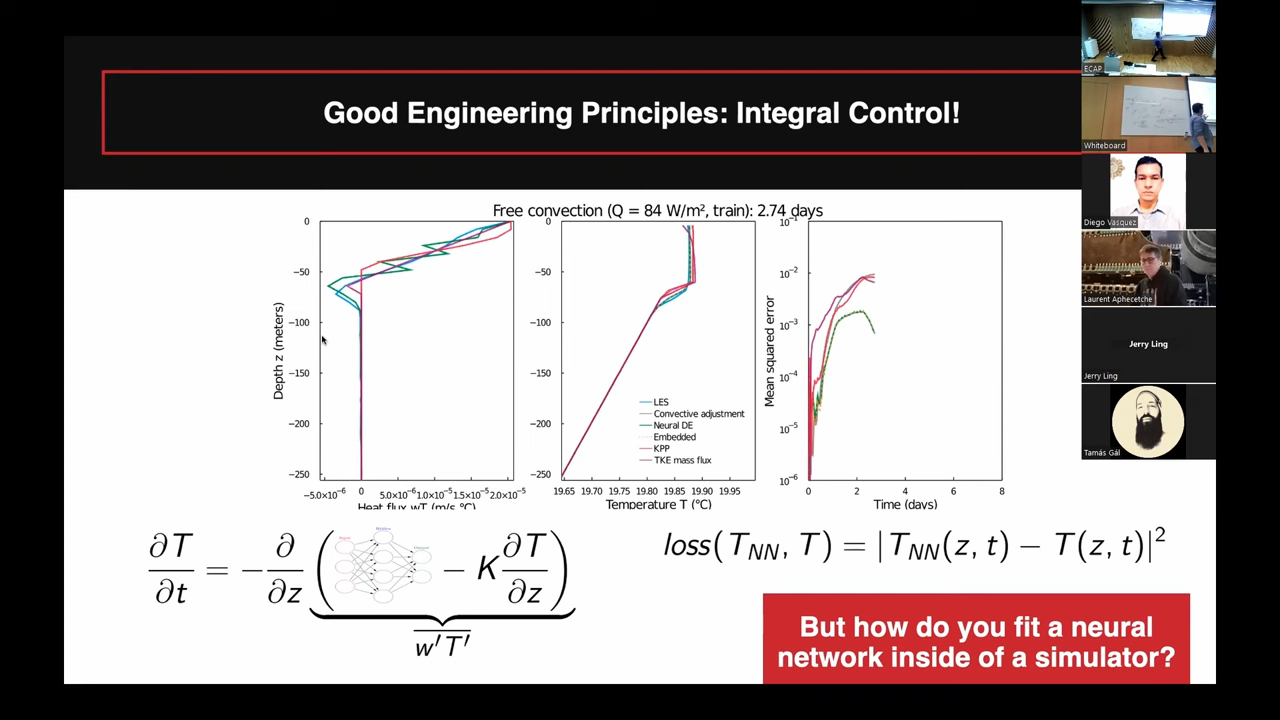 Good Engineering Principles: Integral Control!
Free convection (Q = 84 W/m², train): 2.74 days
0
−50
−100
−150
−200
−250
Depth z (meters)
−5.0×10⁻⁶ 0 5.0×10⁻⁶ 1.0×10⁻⁵ 1.5×10⁻⁵ 2.0×10⁻⁵
Heat flux wT (m/s °C)
0
−50
−100
−150
−200
−250
LES
Convective adjustment
Neural DE
Embedded
KPP
TKE mass flux
19.65 19.70 19.75 19.80 19.85 19.90 19.95
Temperature T (°C)
Mean squared error
10⁻¹
10⁻²
10⁻³
10⁻⁴
10⁻⁵
10⁻⁶
0 2 4 6 8
Time (days)
∂T/∂t = −∂/∂z ( − K ∂T/∂z )
w′T′
loss(T_NN, T) = |T_NN(z, t) − T(z, t)|²
But how do you fit a neural
network inside of a simulator?
ECAP
Whiteboard
Diego Vasquez
Laurent Aphecetche
Jerry Ling
Jerry Ling
Tamás Gál